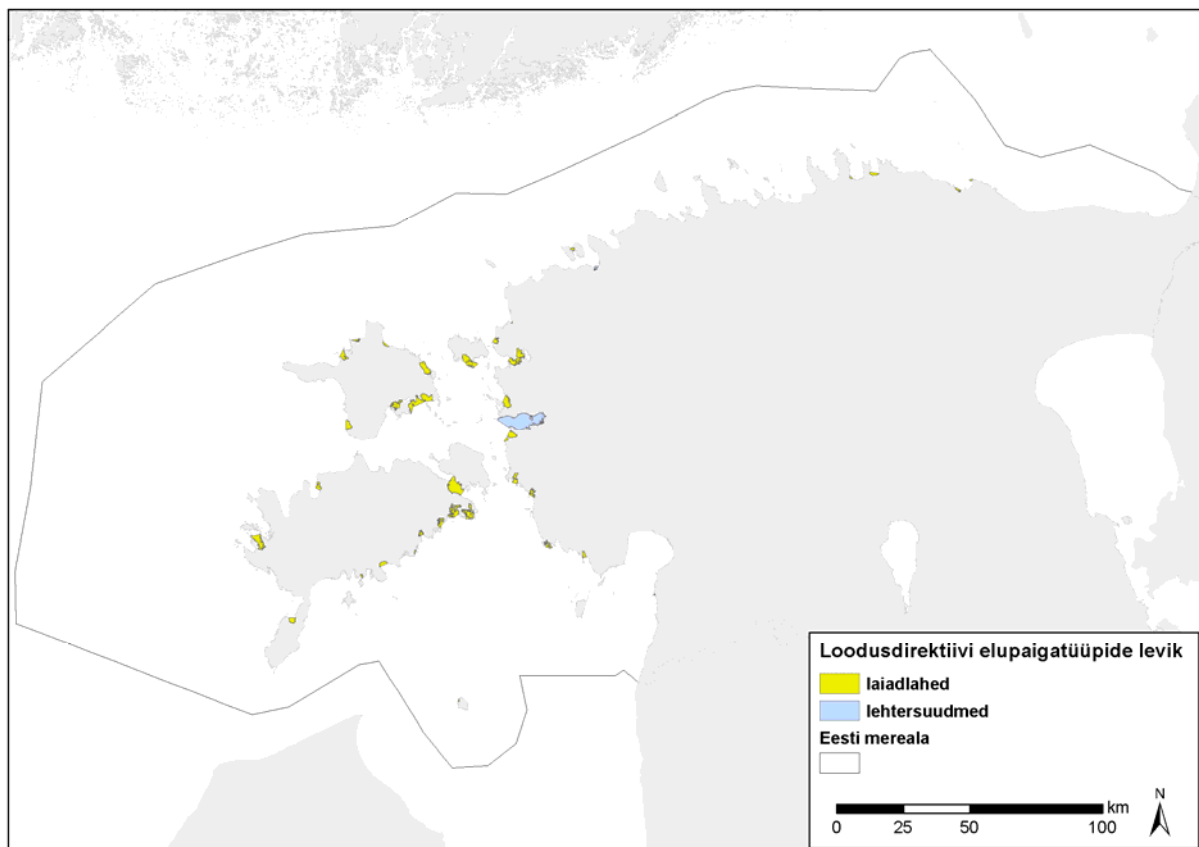 Loodusdirektiivi elupaigatüüpide levik
laiadlahed
lehtersuudmed
Eesti mereala
km
0 25 50 100
N